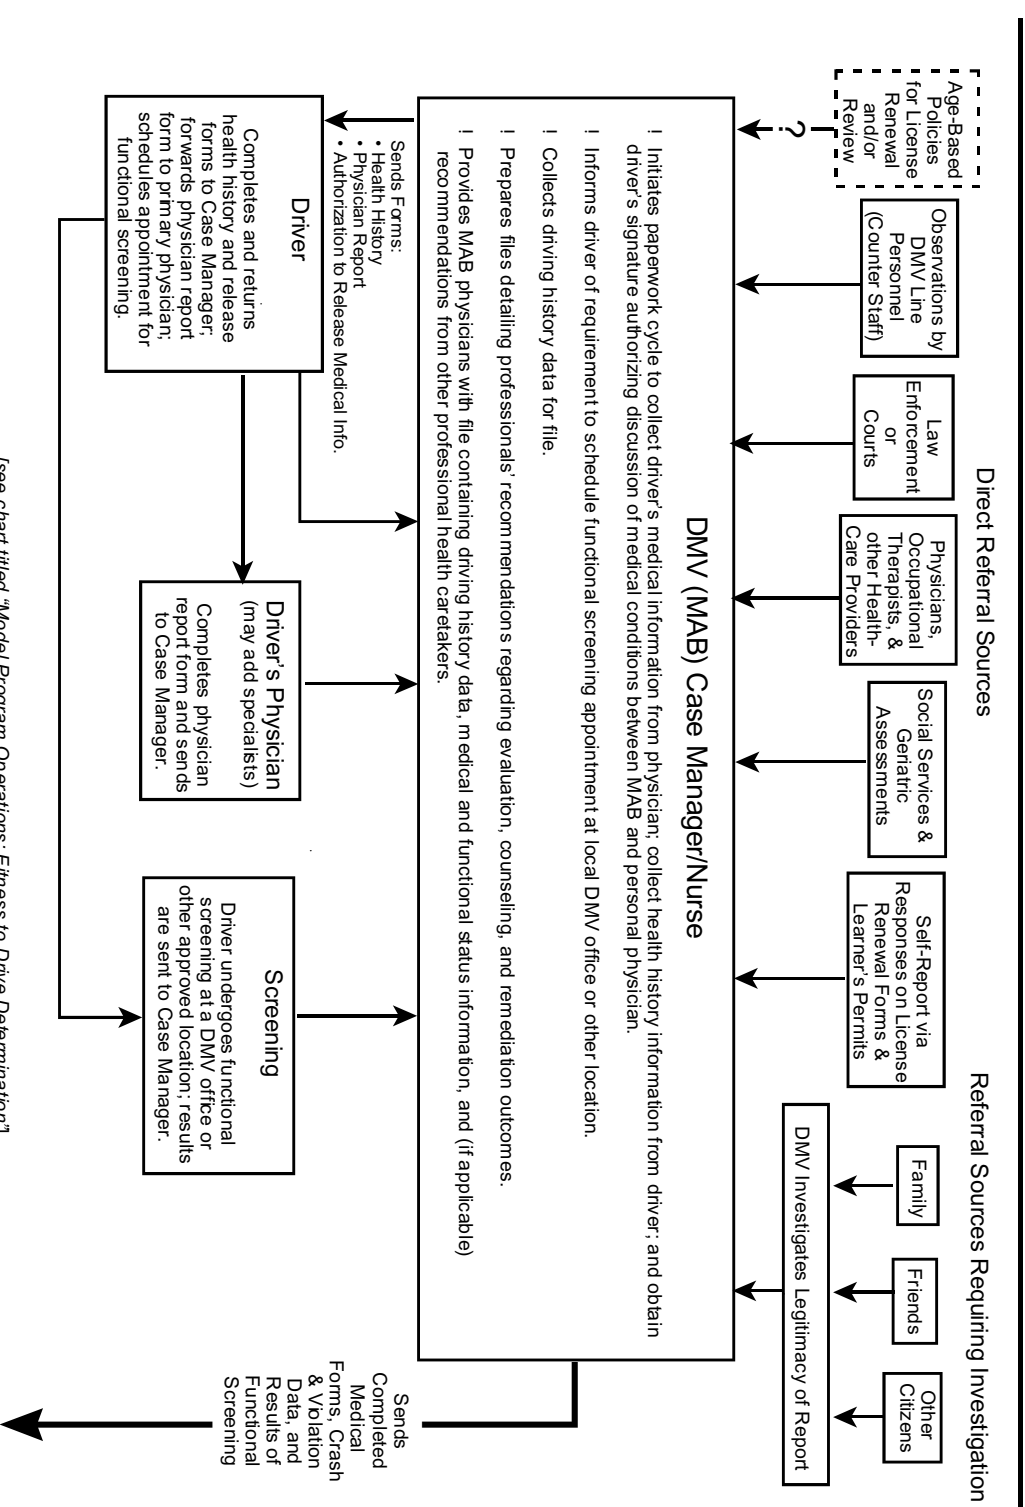 Direct Referral Sources
Referral Sources Requiring Investigation
Age-Based
Policies
for License
Renewal
and/or
Review
?
Observations by
DMV Line
Personnel
(Counter Staff)
Law
Enforcement
or
Courts
Physicians,
Occupational
Therapists, &
other Health-
Care Providers
Social Services &
Geriatric
Assessments
Self-Report via
Responses on License
Renewal Forms &
Learner's Permits
Family
Friends
Other
Citizens
DMV Investigates Legitimacy of Report
DMV (MAB) Case Manager/Nurse
! Initiates paperwork cycle to collect driver's medical information from physician; collect health history information from driver; and obtain
driver's signature authorizing discussion of medical conditions between MAB and personal physician.
! Informs driver of requirement to schedule functional screening appointment at local DMV office or other location.
! Collects driving history data for file.
! Prepares files detailing professionals' recommendations regarding evaluation, counseling, and remediation outcomes.
! Provides MAB physicians with file containing driving history data, medical and functional status information, and (if applicable)
recommendations from other professional health caretakers.
Sends Forms:
• Health History
• Physician Report
• Authorization to Release Medical Info.
Driver
Completes and returns
health history and release
forms to Case Manager;
forwards physician report
form to primary physician;
schedules appointment for
functional screening.
Driver's Physician
(may add specialists)
Completes physician
report form and sends
to Case Manager.
Screening
Driver undergoes functional
screening at a DMV office or
other approved location; results
are sent to Case Manager.
Sends
Completed
Medical
Forms, Crash
& Violation
Data, and
Results of
Functional
Screening
[see chart titled "Model Program Operations: Fitness to Drive Determination"]